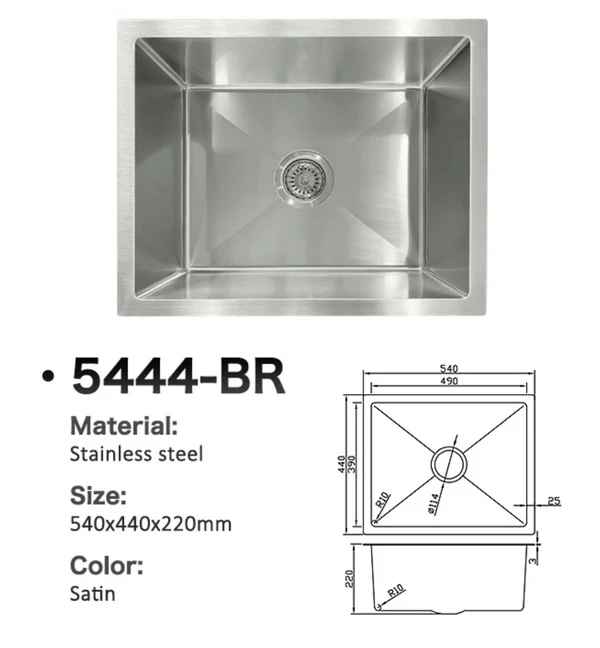 • 5444-BR
Material:
Stainless steel
Size:
540x440x220mm
Color:
Satin
540
490
440
390
R10
ø114
25
220
3
R10